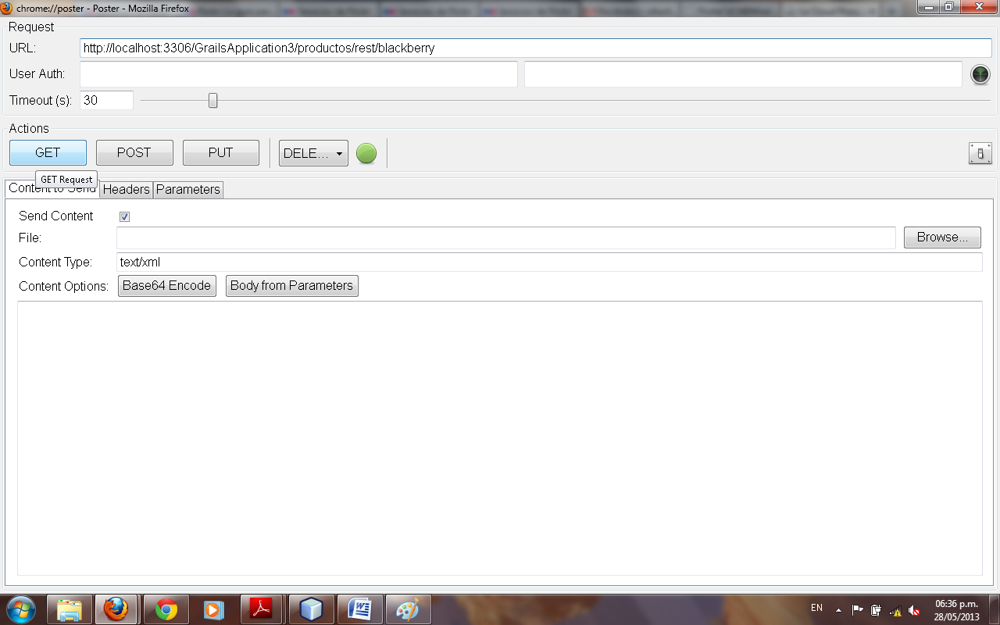 chrome://poster - Poster - Mozilla Firefox
Request
URL: http://localhost:3306/GrailsApplication3/productos/rest/blackberry
User Auth:
Timeout (s): 30
Actions
GET POST PUT DELE...
GET Request
Content to Send Headers Parameters
Send Content
File: Browse...
Content Type: text/xml
Content Options: Base64 Encode Body from Parameters
EN 06:36 p.m.
28/05/2013